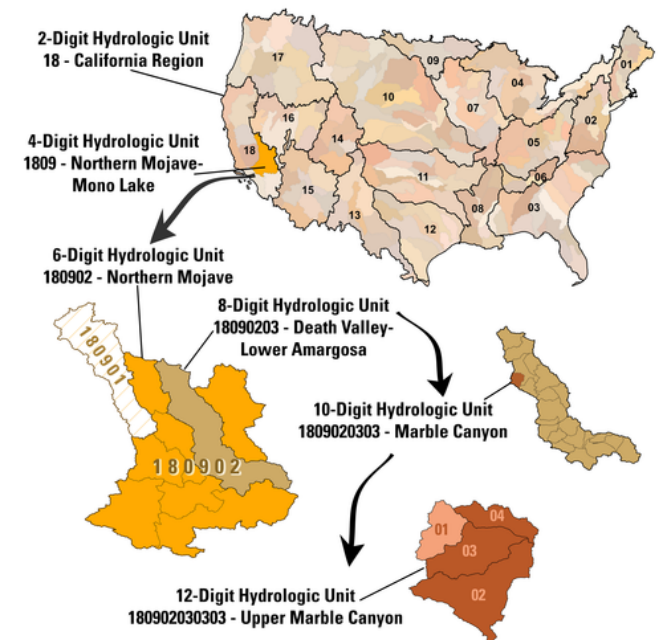 2-Digit Hydrologic Unit
18 - California Region
17
09
01
04
10
07
16
02
18
14
05
11
06
15
08
03
13
12
4-Digit Hydrologic Unit
1809 - Northern Mojave-
Mono Lake
6-Digit Hydrologic Unit
180902 - Northern Mojave
8-Digit Hydrologic Unit
18090203 - Death Valley-
Lower Amargosa
180901
180902
10-Digit Hydrologic Unit
1809020303 - Marble Canyon
01
04
03
02
12-Digit Hydrologic Unit
180902030303 - Upper Marble Canyon